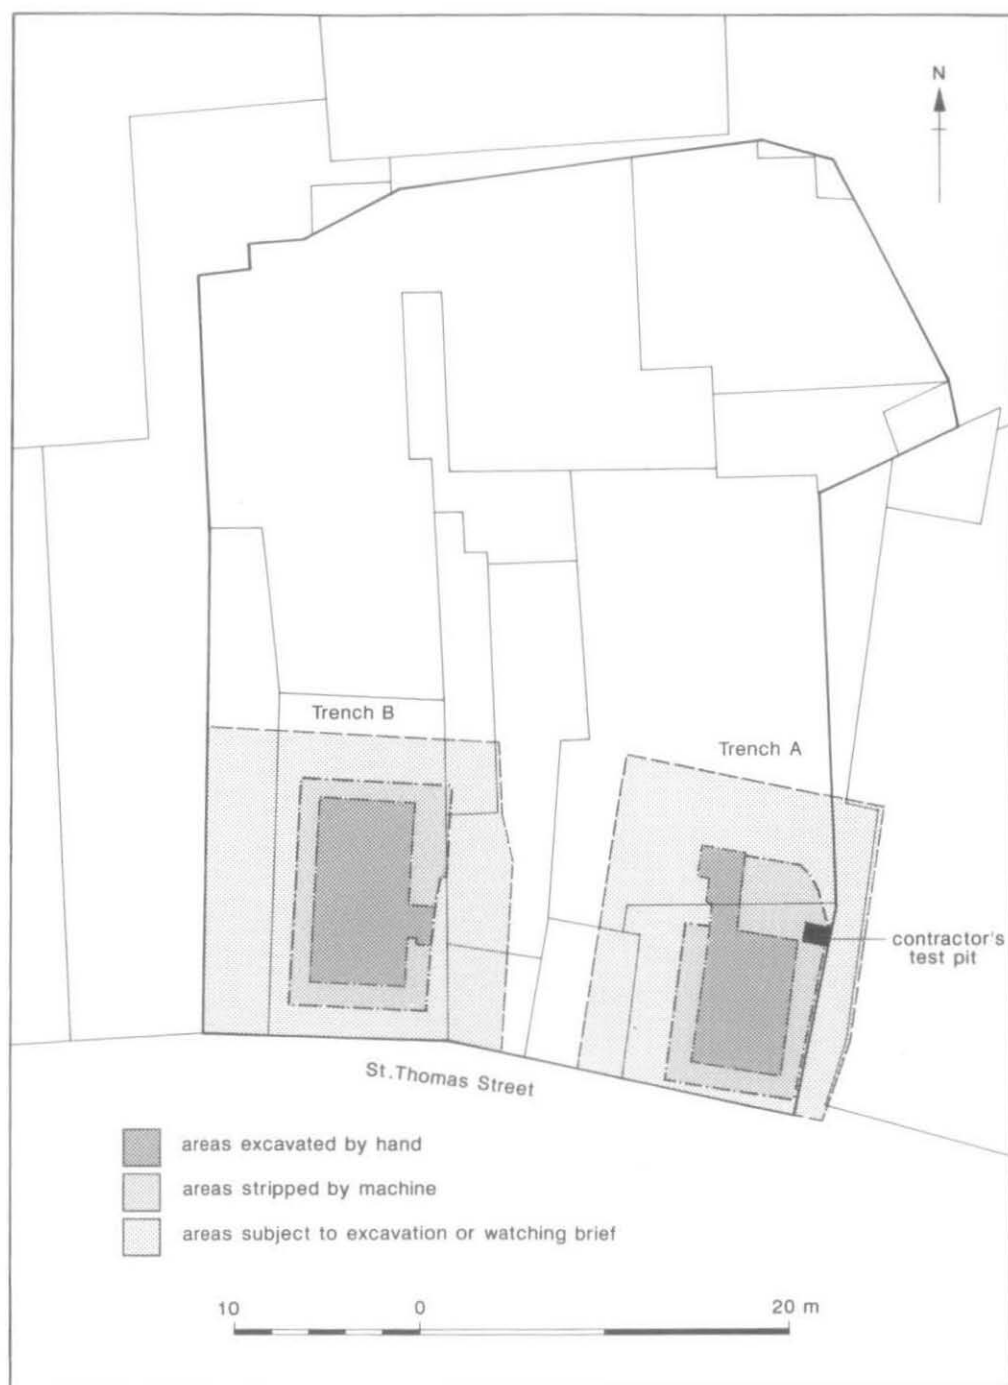 N
Trench B
Trench A
contractor's
test pit
St.Thomas Street
areas excavated by hand
areas stripped by machine
areas subject to excavation or watching brief
10 0 20 m